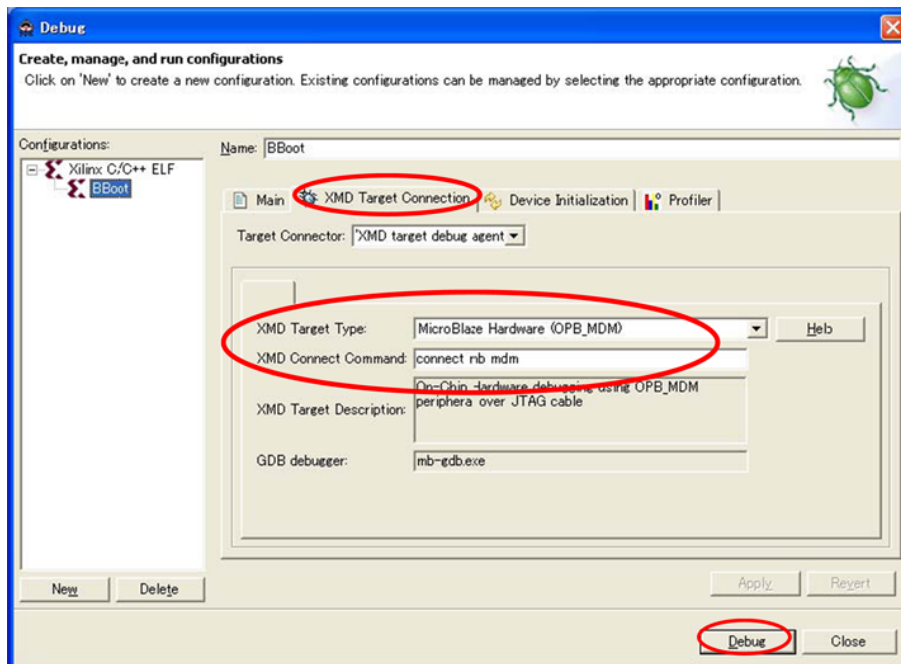 Debug
Create, manage, and run configurations
Click on 'New' to create a new configuration. Existing configurations can be managed by selecting the appropriate configuration.
Configurations:
Name: BBoot
Xilinx C/C++ ELF
BBoot
Main XMD Target Connection Device Initialization Profiler
Target Connector: "XMD target debug agent
XMD Target Type: MicroBlaze Hardware (OPB_MDM) Heb
XMD Connect Command: connect mb mdm
On-Chip Hardware debugging using OPB_MDM
XMD Target Description: periphera over JTAG cable
GDB debugger: mb-gdb.exe
New Delete Apply Revert
Debug Close